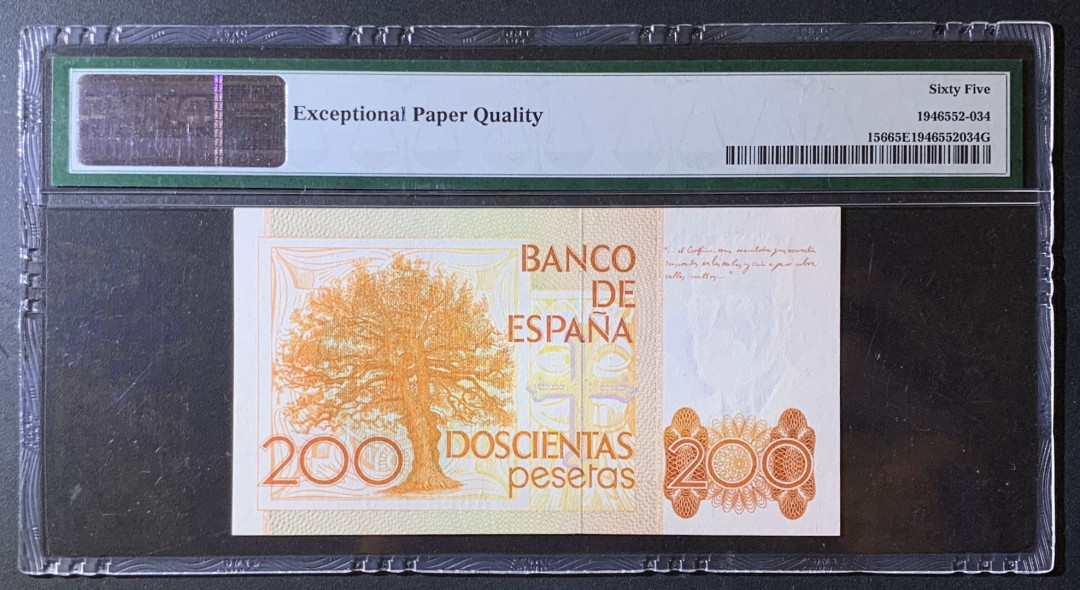 Exceptional Paper Quality
Sixty Five
1946552-034
15665E1946552034G
BANCO
DE
ESPAÑA
200
DOSCIENTAS
pesetas
200